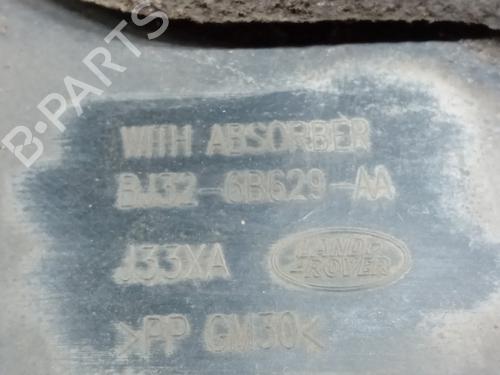 B-PARTS
WITH ABSORBER
BJ32-6B629-AA
J33XA
LAND-
-ROVER
>PP GM30<